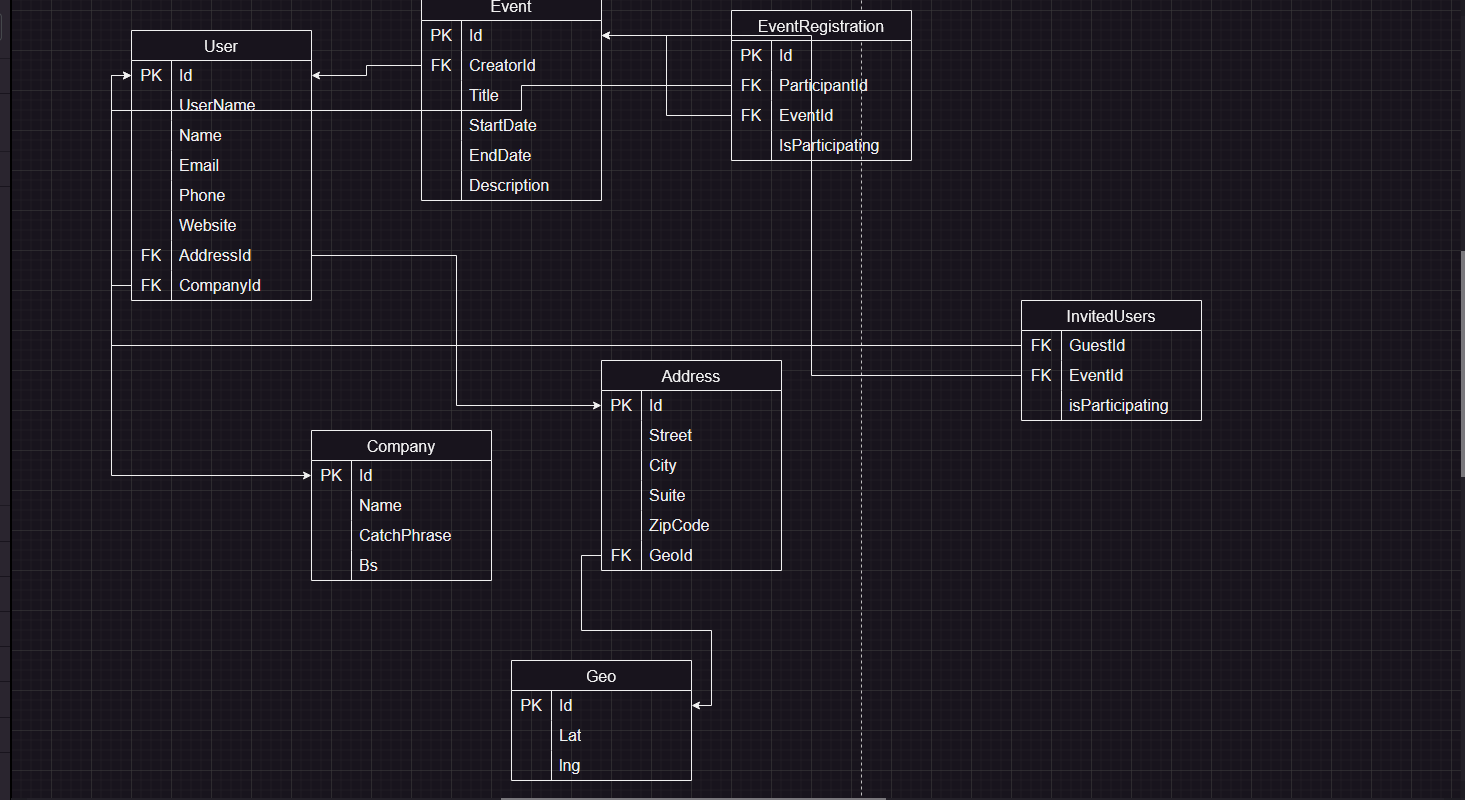 User
PK Id
UserName
Name
Email
Phone
Website
FK AddressId
FK CompanyId
Event
PK Id
FK CreatorId
Title
StartDate
EndDate
Description
EventRegistration
PK Id
FK ParticipantId
FK EventId
IsParticipating
InvitedUsers
FK GuestId
FK EventId
isParticipating
Address
PK Id
Street
City
Suite
ZipCode
FK GeoId
Company
PK Id
Name
CatchPhrase
Bs
Geo
PK Id
Lat
lng